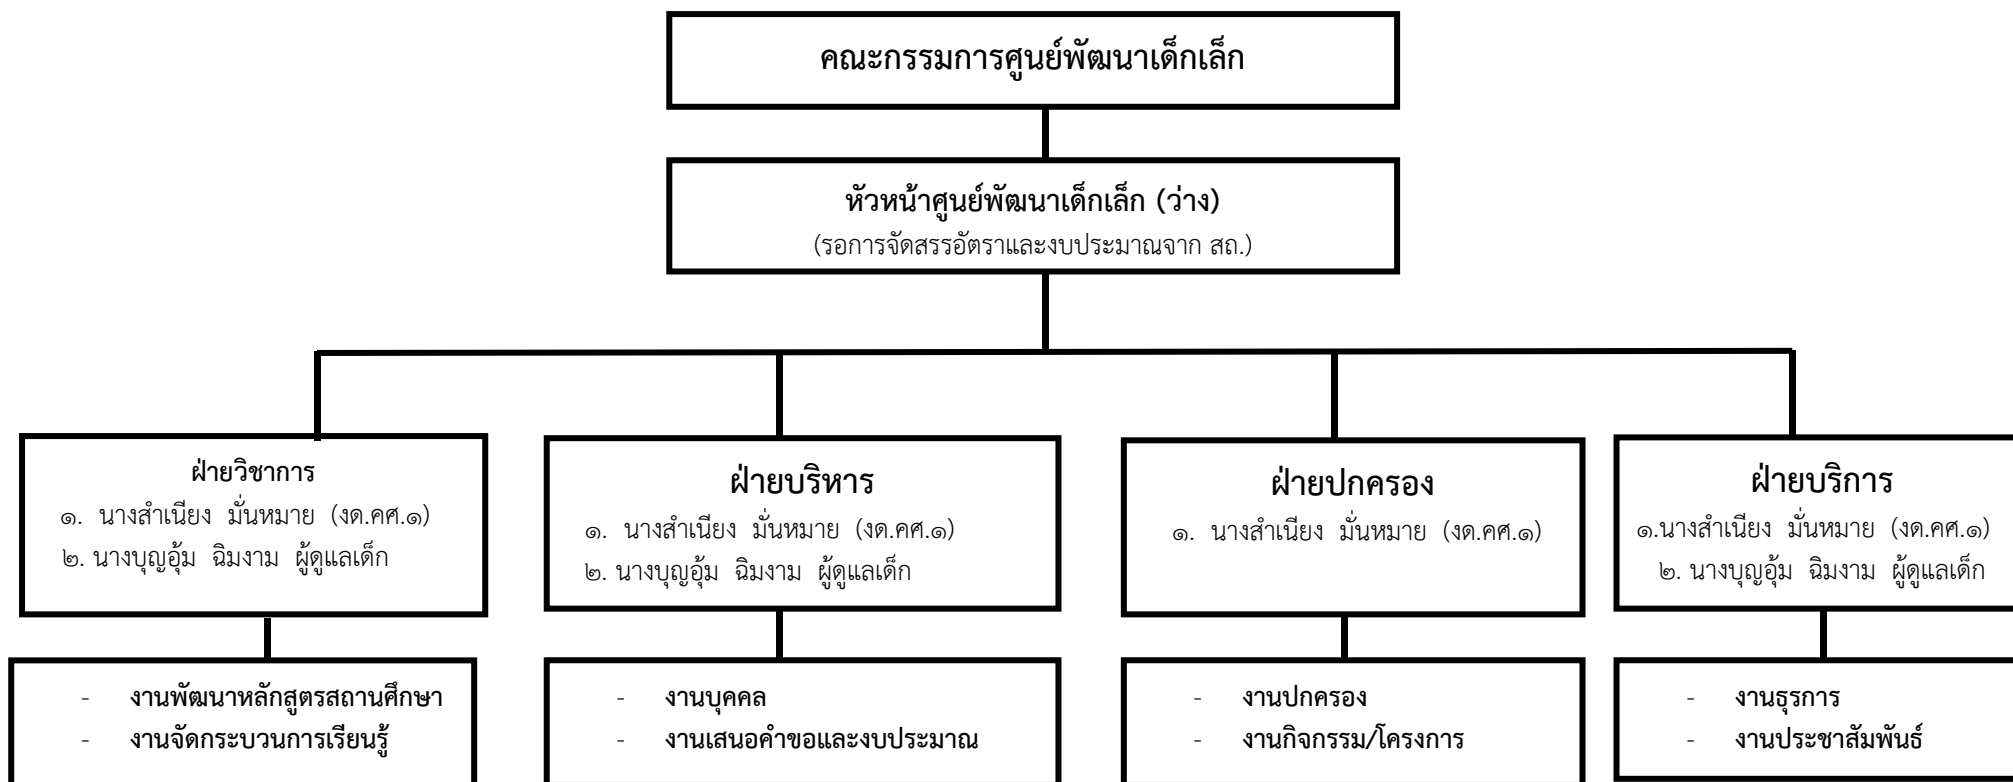 คณะกรรมการศูนย์พัฒนาเด็กเล็ก
หัวหน้าศูนย์พัฒนาเด็กเล็ก (ว่าง)
(รอการจัดสรรอัตราและงบประมาณจาก สถ.)
ฝ่ายวิชาการ
๑. นางสำเนียง มั่นหมาย (งด.คศ.๑)
๒. นางบุญอุ้ม ฉิมงาม ผู้ดูแลเด็ก
ฝ่ายบริหาร
๑. นางสำเนียง มั่นหมาย (งด.คศ.๑)
๒. นางบุญอุ้ม ฉิมงาม ผู้ดูแลเด็ก
ฝ่ายปกครอง
๑. นางสำเนียง มั่นหมาย (งด.คศ.๑)
ฝ่ายบริการ
๑.นางสำเนียง มั่นหมาย (งด.คศ.๑)
๒. นางบุญอุ้ม ฉิมงาม ผู้ดูแลเด็ก
- งานพัฒนาหลักสูตรสถานศึกษา
- งานจัดกระบวนการเรียนรู้
- งานบุคคล
- งานเสนอคำขอและงบประมาณ
- งานปกครอง
- งานกิจกรรม/โครงการ
- งานธุรการ
- งานประชาสัมพันธ์